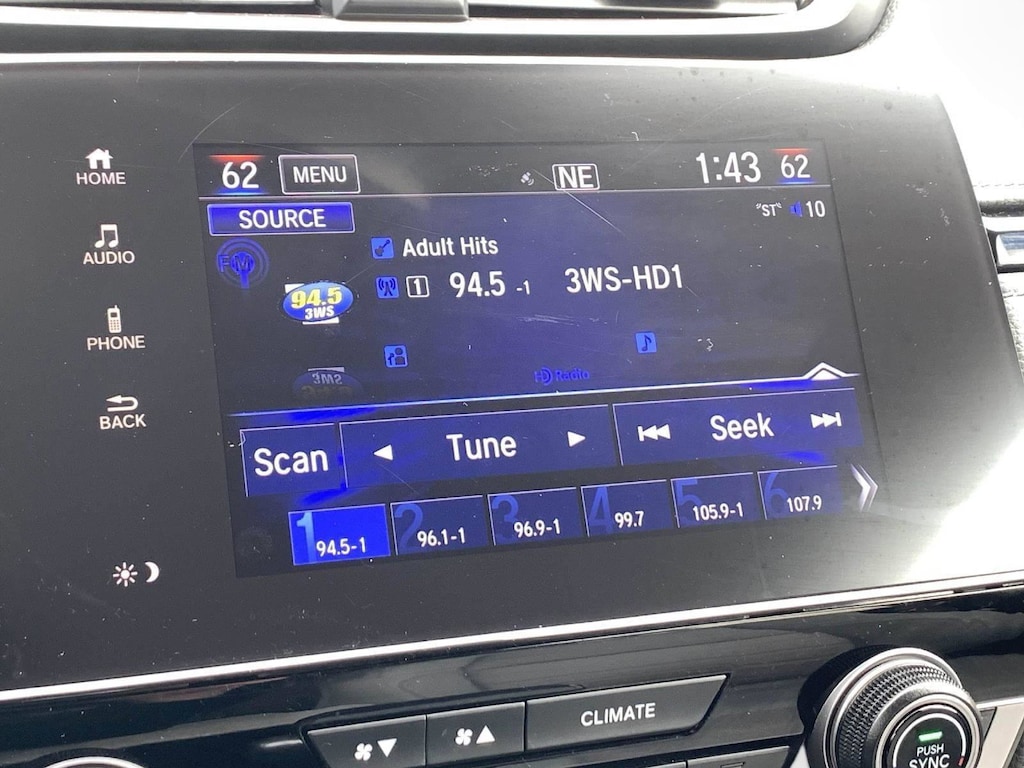 HOME
AUDIO
PHONE
BACK
62 MENU NE 1:43 62
SOURCE "ST" 10
FM
Adult Hits
94.5
3WS
1 94.5 -1 3WS-HD1
HD Radio
Scan Tune Seek
1 94.5-1
2 96.1-1
3 96.9-1
4 99.7
5 105.9-1
6 107.9
CLIMATE
PUSH
SYNC